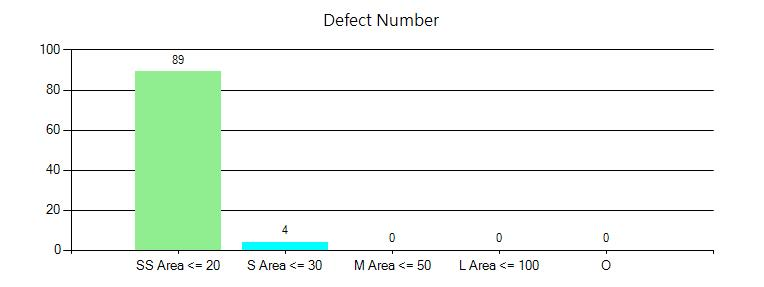 Defect Number
100
89
80
60
40
20
4
0
0
0
0
SS Area <= 20
S Area <= 30
M Area <= 50
L Area <= 100
O